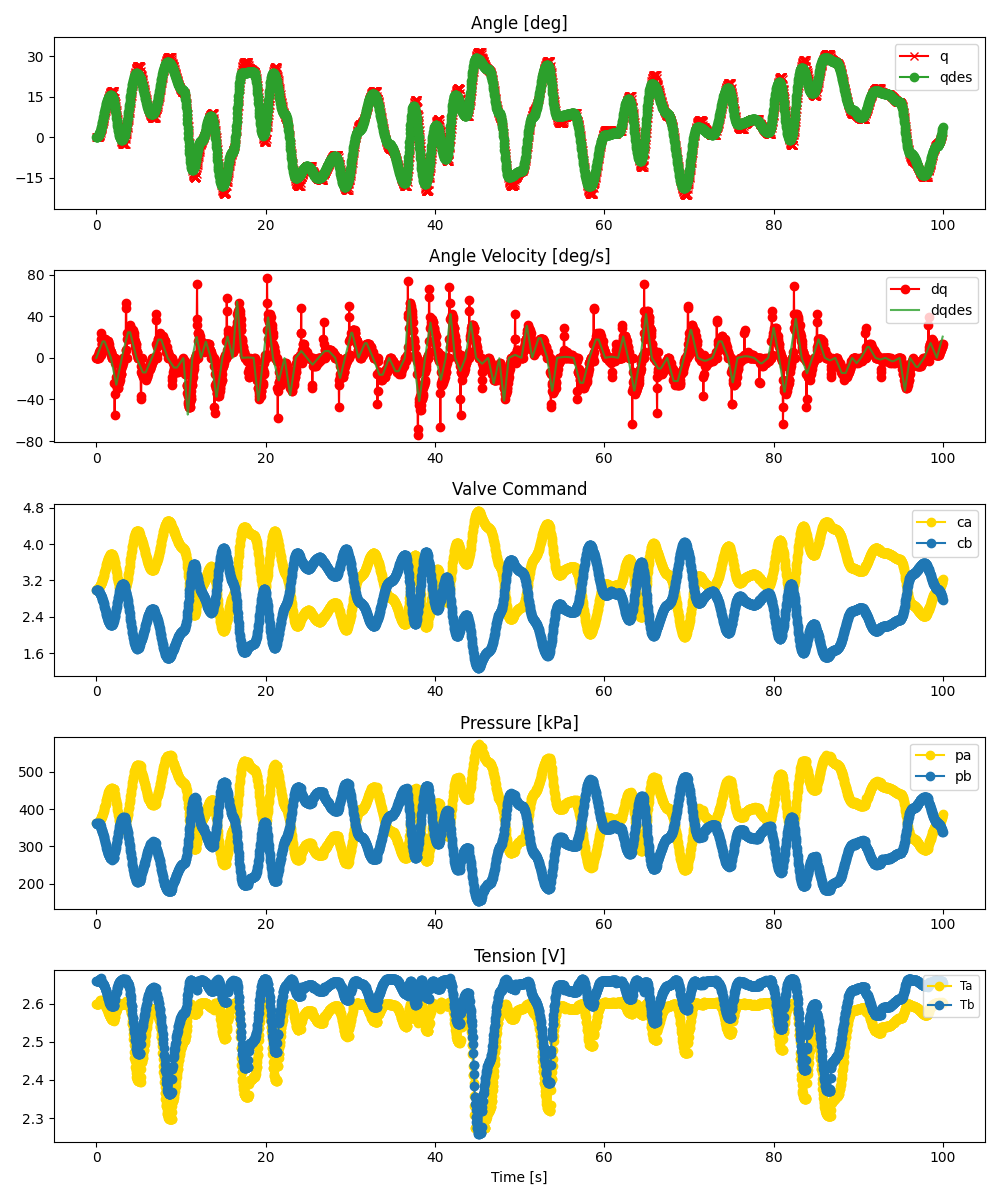 Angle [deg]
30
15
0
−15
q
qdes
0 20 40 60 80 100
Angle Velocity [deg/s]
80
40
0
−40
−80
dq
dqdes
0 20 40 60 80 100
Valve Command
4.8
4.0
3.2
2.4
1.6
ca
cb
0 20 40 60 80 100
Pressure [kPa]
500
400
300
200
pa
pb
0 20 40 60 80 100
Tension [V]
2.6
2.5
2.4
2.3
Ta
Tb
0 20 40 60 80 100
Time [s]